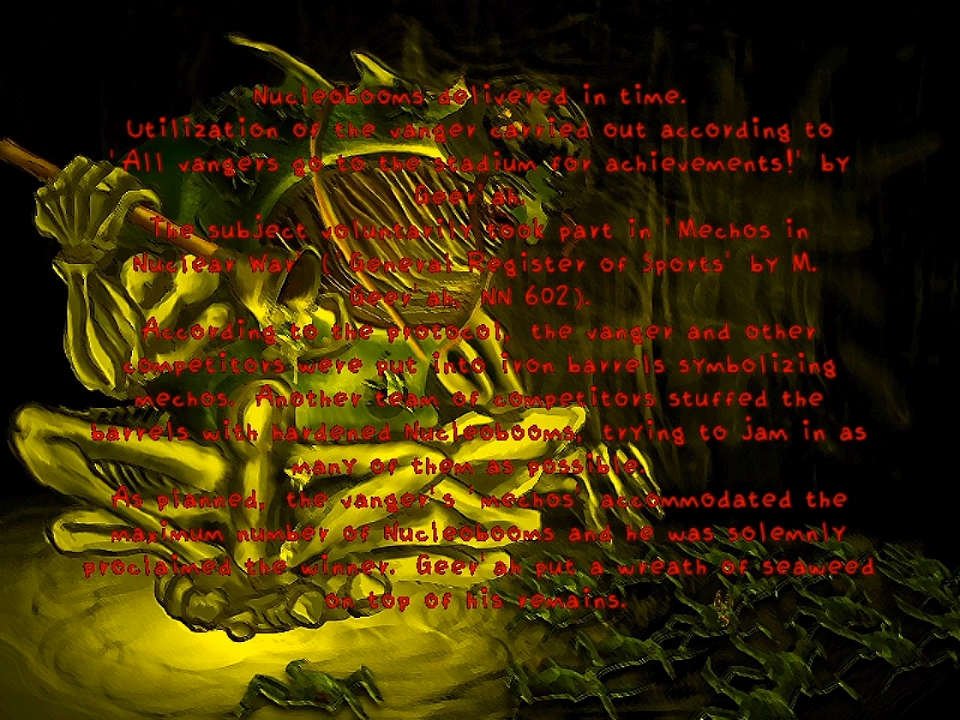 Nucleobooms delivered in time.
Utilization of the vanger carried out according to
'All vangers go to the stadium for achievements!' by
Geer'ah.
The subject voluntarily took part in 'Mechos in
Nuclear War' ('General Register of Sports' by M.
Geer'ah, NN 602).
According to the protocol, the vanger and other
competitors were put into iron barrels symbolizing
mechos. Another team of competitors stuffed the
barrels with hardened Nucleobooms, trying to jam in as
many of them as possible.
As planned, the vanger's 'mechos' accommodated the
maximum number of Nucleobooms and he was solemnly
proclaimed the winner. Geer'ah put a wreath of seaweed
on top of his remains.